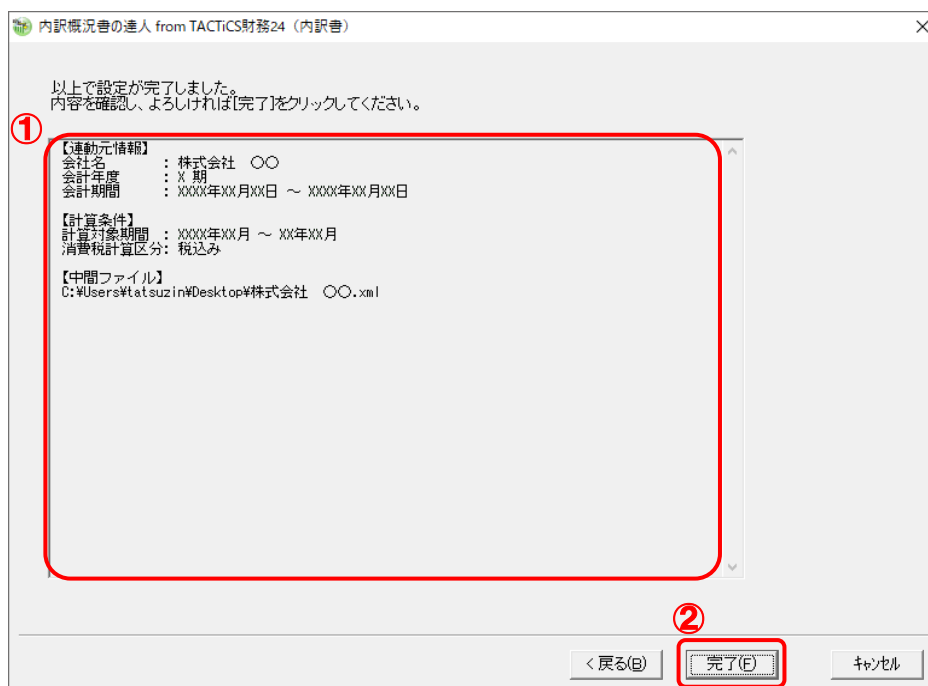 内訳概況書の達人 from TACTiCS財務24（内訳書）
以上で設定が完了しました。
内容を確認し、よろしければ[完了]をクリックしてください。
①
【連動元情報】
会社名 : 株式会社 〇〇
会計年度 : X 期
会計期間 : XXXX年XX月XX日 ～ XXXX年XX月XX日
【計算条件】
計算対象期間 : XXXX年XX月 ～ XX年XX月
消費税計算区分: 税込み
【中間ファイル】
C:¥Users¥tatsuzin¥Desktop¥株式会社 〇〇.xml
②
< 戻る(B)
完了(F)
キャンセル